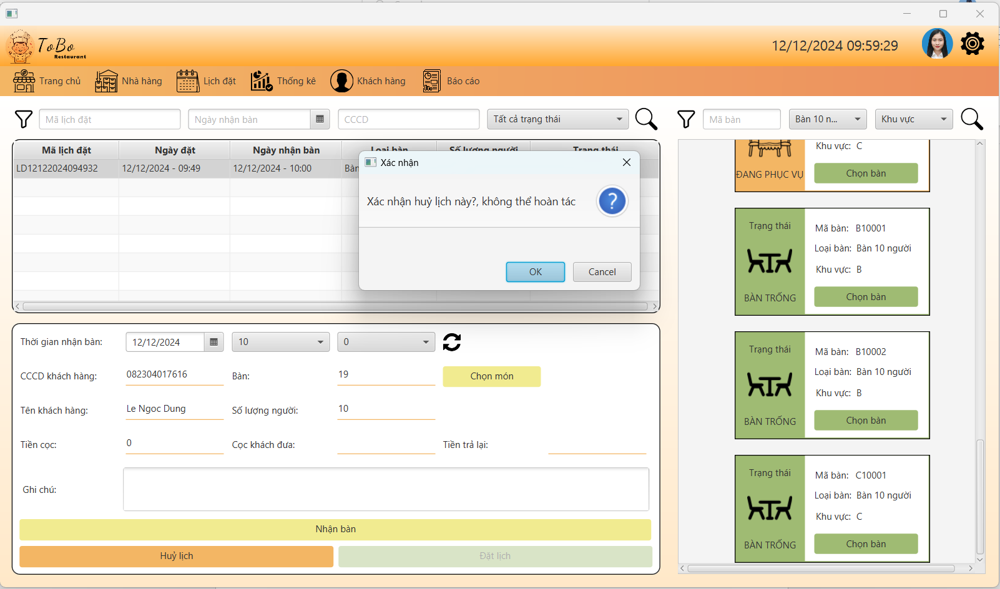 ToBo
Restaurant
12/12/2024 09:59:29
Trang chủ
Nhà hàng
Lịch đặt
Thống kê
Khách hàng
Báo cáo
Mã lịch đặt
Ngày nhận bàn
CCCD
Tất cả trạng thái
Mã bàn
Bàn 10 n...
Khu vực
Mã lịch đặt
Ngày đặt
Ngày nhận bàn
Loại bàn
Số lượng người
Trạng thái
LD12122024094932
12/12/2024 - 09:49
12/12/2024 - 10:00
Bàn
Xác nhận
Xác nhận huỷ lịch này?, không thể hoàn tác
?
OK
Cancel
Thời gian nhận bàn:
12/12/2024
10
0
CCCD khách hàng:
082304017616
Bàn:
19
Chọn món
Tên khách hàng:
Le Ngoc Dung
Số lượng người:
10
Tiền cọc:
0
Cọc khách đưa:
Tiền trả lại:
Ghi chú:
Nhận bàn
Huỷ lịch
Đặt lịch
Khu vực: C
ĐANG PHỤC VỤ
Chọn bàn
Trạng thái
Mã bàn: B10001
Loại bàn: Bàn 10 người
Khu vực: B
BÀN TRỐNG
Chọn bàn
Trạng thái
Mã bàn: B10002
Loại bàn: Bàn 10 người
Khu vực: B
BÀN TRỐNG
Chọn bàn
Trạng thái
Mã bàn: C10001
Loại bàn: Bàn 10 người
Khu vực: C
BÀN TRỐNG
Chọn bàn